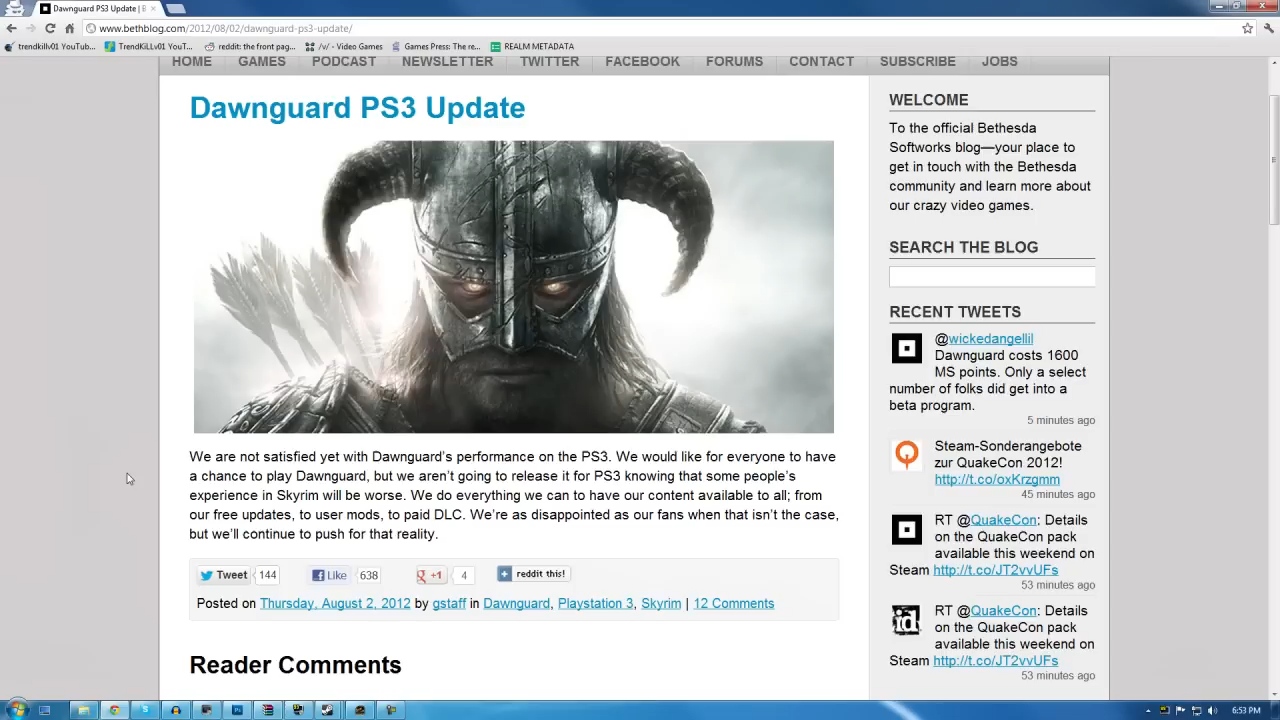 Dawnguard PS3 Update | B
www.bethblog.com/2012/08/02/dawnguard-ps3-update/
trendkillv01 YouTub...
TrendKiLLv01 YouT...
reddit: the front pag...
/v/ - Video Games
Games Press: The re...
REALM METADATA
HOME GAMES PODCAST NEWSLETTER TWITTER FACEBOOK FORUMS CONTACT SUBSCRIBE JOBS
Dawnguard PS3 Update
We are not satisfied yet with Dawnguard's performance on the PS3. We would like for everyone to have
a chance to play Dawnguard, but we aren't going to release it for PS3 knowing that some people's
experience in Skyrim will be worse. We do everything we can to have our content available to all; from
our free updates, to user mods, to paid DLC. We're as disappointed as our fans when that isn't the case,
but we'll continue to push for that reality.
Tweet 144 Like 638 +1 4 reddit this!
Posted on Thursday, August 2, 2012 by gstaff in Dawnguard, Playstation 3, Skyrim | 12 Comments
Reader Comments
WELCOME
To the official Bethesda
Softworks blog—your place to
get in touch with the Bethesda
community and learn more about
our crazy video games.
SEARCH THE BLOG
RECENT TWEETS
@wickedangellil
Dawnguard costs 1600
MS points. Only a select
number of folks did get into a
beta program.
5 minutes ago
Steam-Sonderangebote
zur QuakeCon 2012!
http://t.co/oxKrzgmm
45 minutes ago
RT @QuakeCon: Details
on the QuakeCon pack
available this weekend on
Steam http://t.co/JT2vvUFs
53 minutes ago
id
RT @QuakeCon: Details
on the QuakeCon pack
available this weekend on
Steam http://t.co/JT2vvUFs
53 minutes ago
6:53 PM